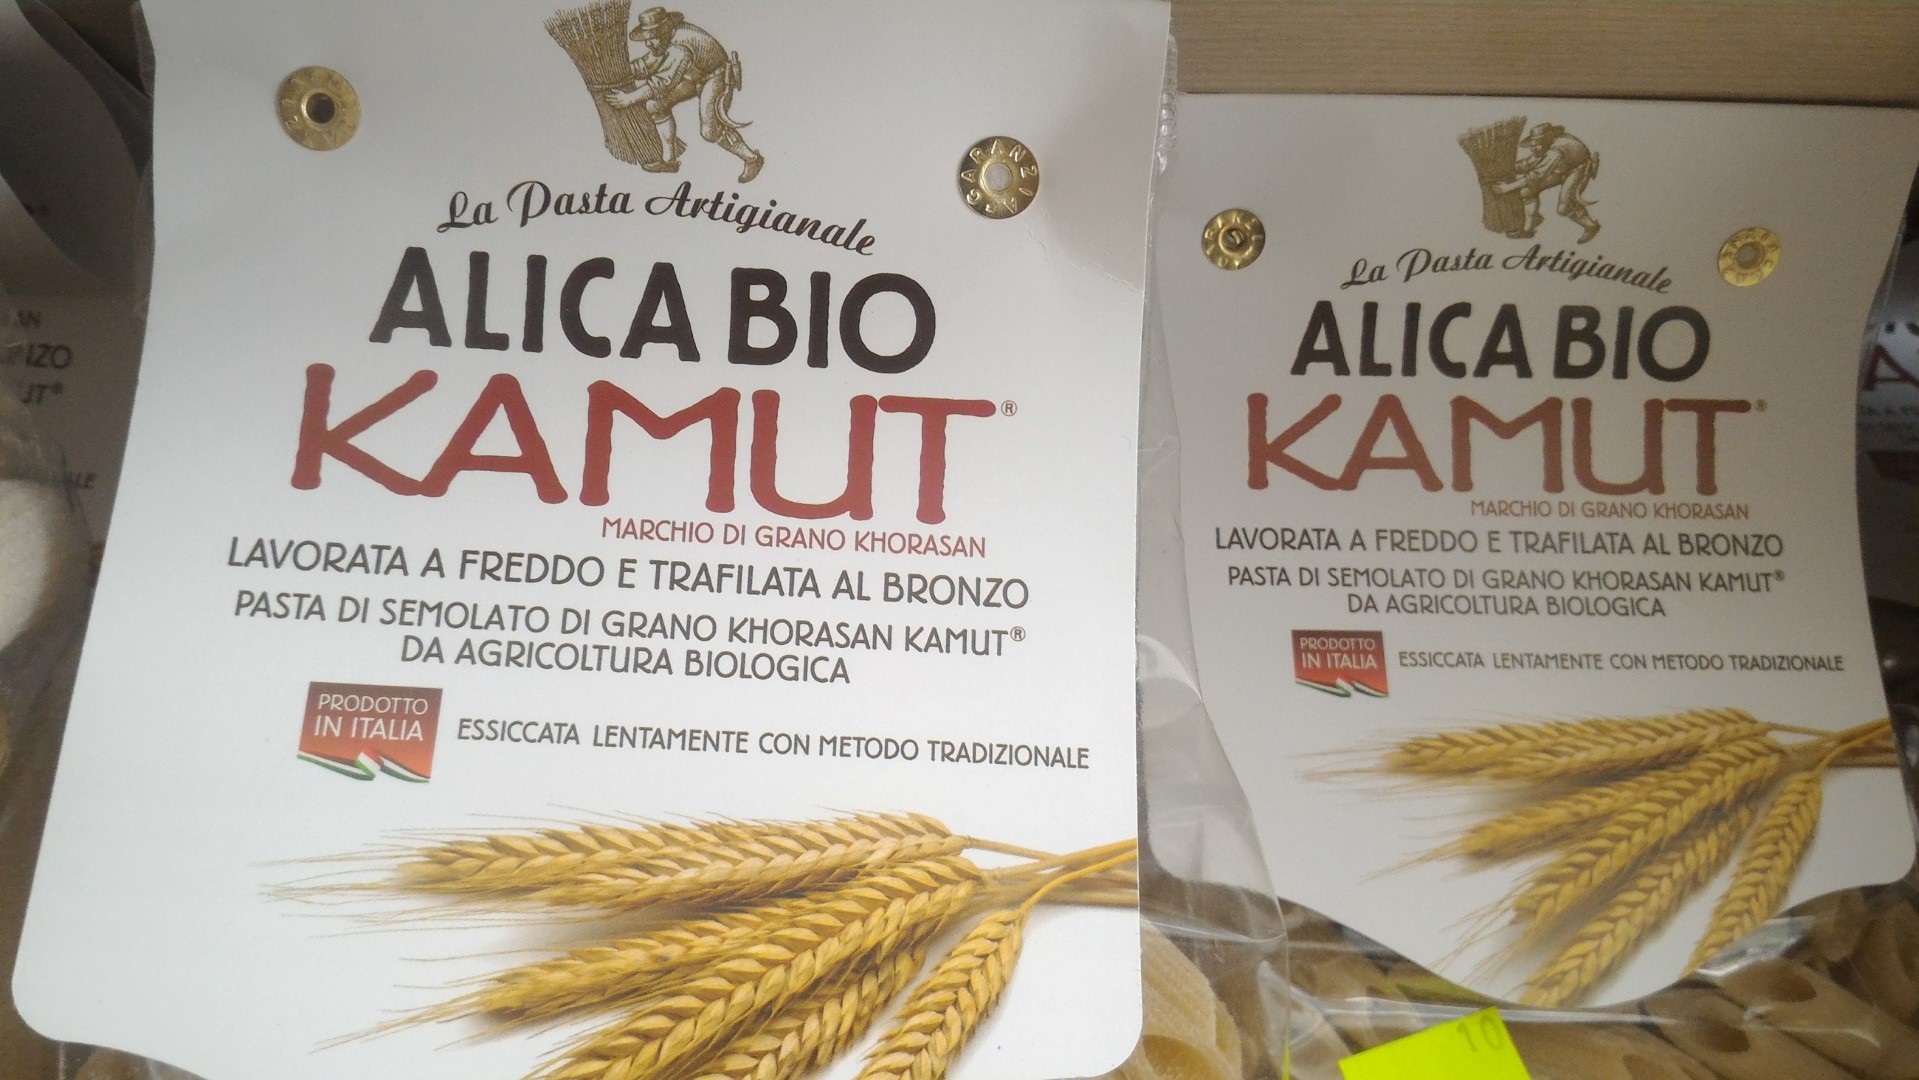 La Pasta Artigianale
ALICA BIO
KAMUT®
MARCHIO DI GRANO KHORASAN
LAVORATA A FREDDO E TRAFILATA AL BRONZO
PASTA DI SEMOLATO DI GRANO KHORASAN KAMUT®
DA AGRICOLTURA BIOLOGICA
PRODOTTO
IN ITALIA
ESSICCATA LENTAMENTE CON METODO TRADIZIONALE
GARANZIA
La Pasta Artigianale
ALICA BIO
KAMUT®
MARCHIO DI GRANO KHORASAN
LAVORATA A FREDDO E TRAFILATA AL BRONZO
PASTA DI SEMOLATO DI GRANO KHORASAN KAMUT®
DA AGRICOLTURA BIOLOGICA
PRODOTTO
IN ITALIA
ESSICCATA LENTAMENTE CON METODO TRADIZIONALE
10